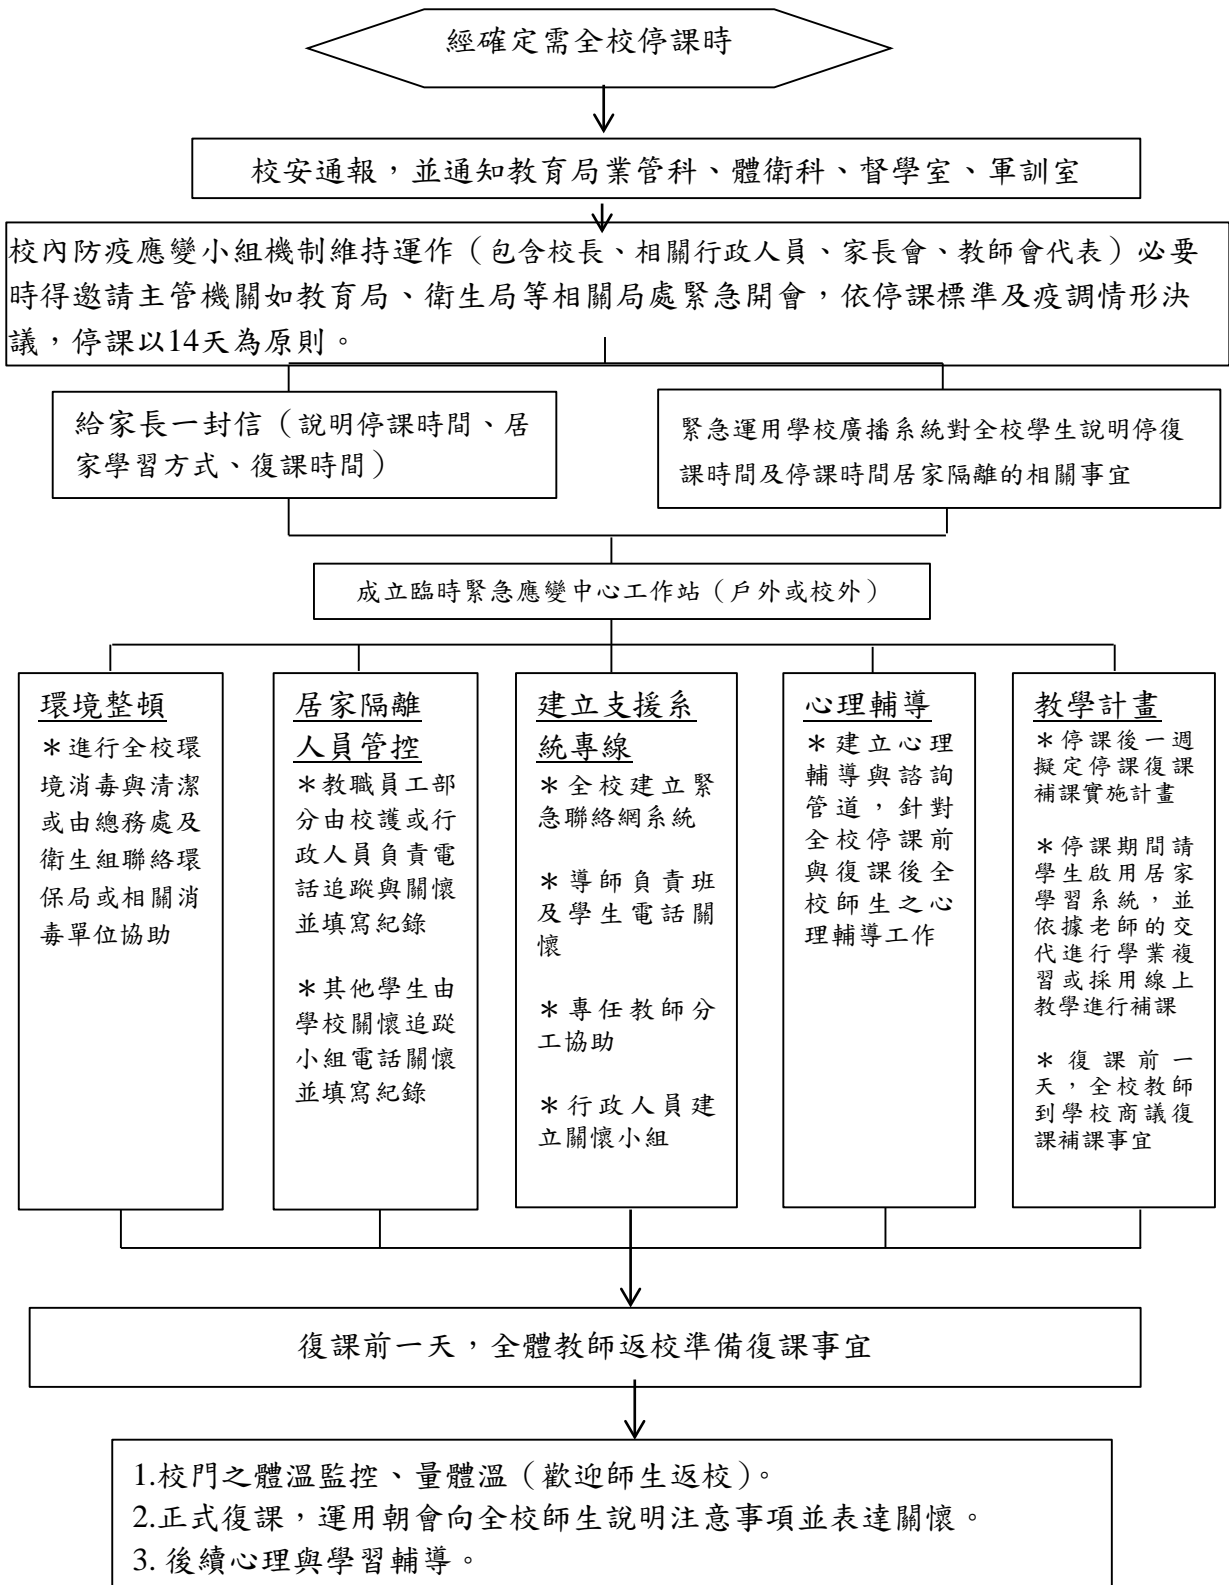 經確定需全校停課時
校安通報，並通知教育局業管科、體衛科、督學室、軍訓室
校內防疫應變小組機制維持運作（包含校長、相關行政人員、家長會、教師會代表）必要
時得邀請主管機關如教育局、衛生局等相關局處緊急開會，依停課標準及疫調情形決
議，停課以14天為原則。
給家長一封信（說明停課時間、居
家學習方式、復課時間）
緊急運用學校廣播系統對全校學生說明停復
課時間及停課時間居家隔離的相關事宜
成立臨時緊急應變中心工作站（戶外或校外）
環境整頓
＊進行全校環
境消毒與清潔
或由總務處及
衛生組聯絡環
保局或相關消
毒單位協助
居家隔離
人員管控
＊教職員工部
分由校護或行
政人員負責電
話追蹤與關懷
並填寫紀錄
＊其他學生由
學校關懷追蹤
小組電話關懷
並填寫紀錄
建立支援系
統專線
＊全校建立緊
急聯絡網系統
＊導師負責班
及學生電話關
懷
＊專任教師分
工協助
＊行政人員建
立關懷小組
心理輔導
＊建立心理
輔導與諮詢
管道，針對
全校停課前
與復課後全
校師生之心
理輔導工作
教學計畫
＊停課後一週
擬定停課復課
補課實施計畫
＊停課期間請
學生啟用居家
學習系統，並
依據老師的交
代進行學業複
習或採用線上
教學進行補課
＊復課前一
天，全校教師
到學校商議復
課補課事宜
復課前一天，全體教師返校準備復課事宜
1.校門之體溫監控、量體溫（歡迎師生返校）。
2.正式復課，運用朝會向全校師生說明注意事項並表達關懷。
3. 後續心理與學習輔導。